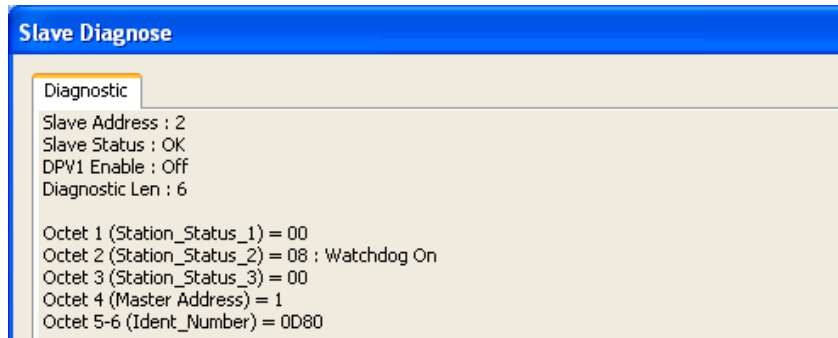 Slave Diagnose
Diagnostic
Slave Address : 2
Slave Status : OK
DPV1 Enable : Off
Diagnostic Len : 6
Octet 1 (Station_Status_1) = 00
Octet 2 (Station_Status_2) = 08 : Watchdog On
Octet 3 (Station_Status_3) = 00
Octet 4 (Master Address) = 1
Octet 5-6 (Ident_Number) = 0D80